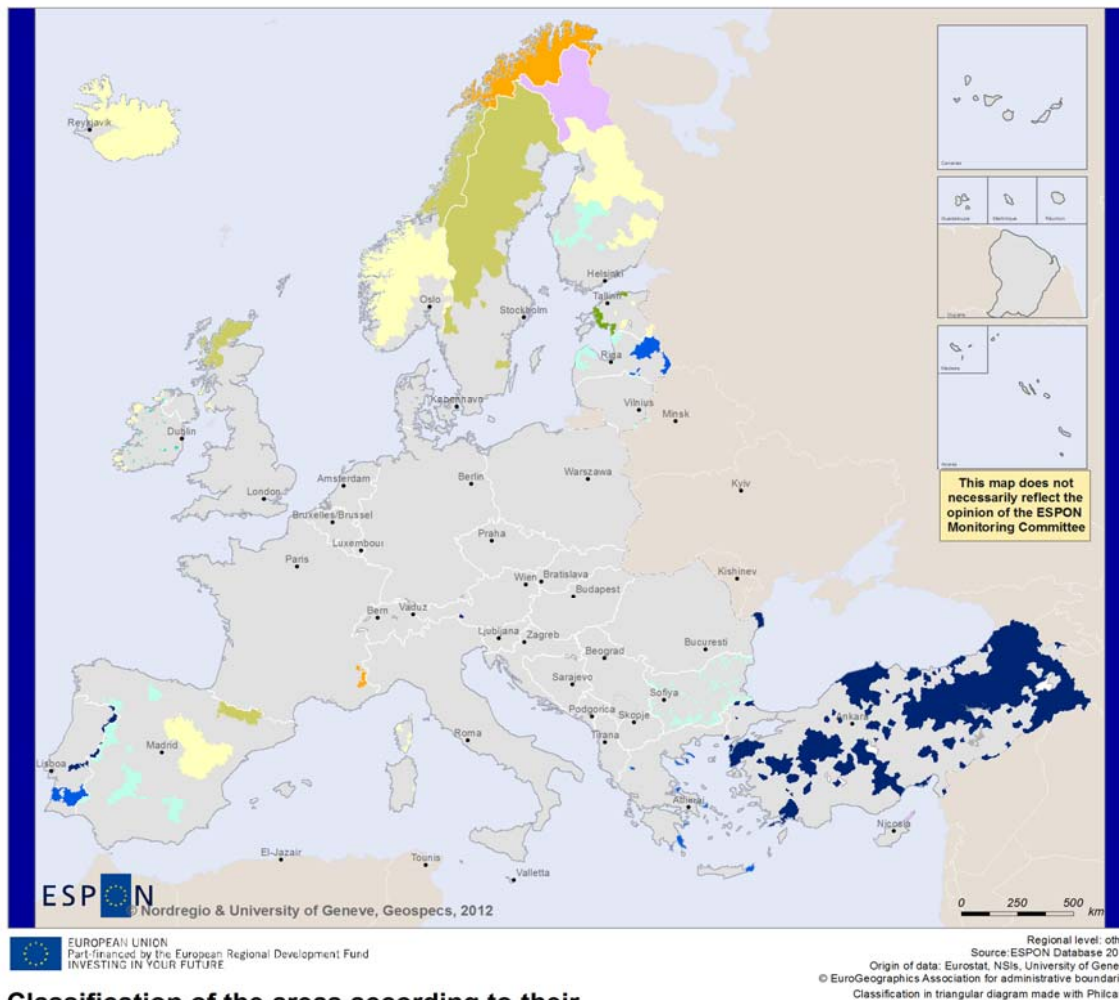 Reykjavik
Oslo
Helsinki
Tallinn
Stockholm
Riga
København
Vilnius
Minsk
Dublin
London
Amsterdam
Berlin
Warszawa
Kyiv
Bruxelles/Brussel
Luxembour
Praha
Paris
Kishinev
Wien
Bratislava
Budapest
Bern
Vaduz
Ljubljana
Zagreb
Bucuresti
Beograd
Sarajevo
Sofiya
Podgorica
Skopje
Tirana
Ankara
Madrid
Roma
Lisboa
Nicosia
El-Jazair
Tounis
Valletta
Canarias
Guadeloupe
Martinique
Réunion
Guyane
This map does not
necessarily reflect the
opinion of the ESPON
Monitoring Committee
ESPON
© Nordregio & University of Geneve, Geospecs, 2012
0 250 500
km
EUROPEAN UNION
Part-financed by the European Regional Development Fund
INVESTING IN YOUR FUTURE
Regional level: oth
Source: ESPON Database 20
Origin of data: Eurostat, NSIs, University of Gene
© EuroGeographics Association for administrative boundari
Classification in triangular diagram made with Philca
Classification of the areas according to their